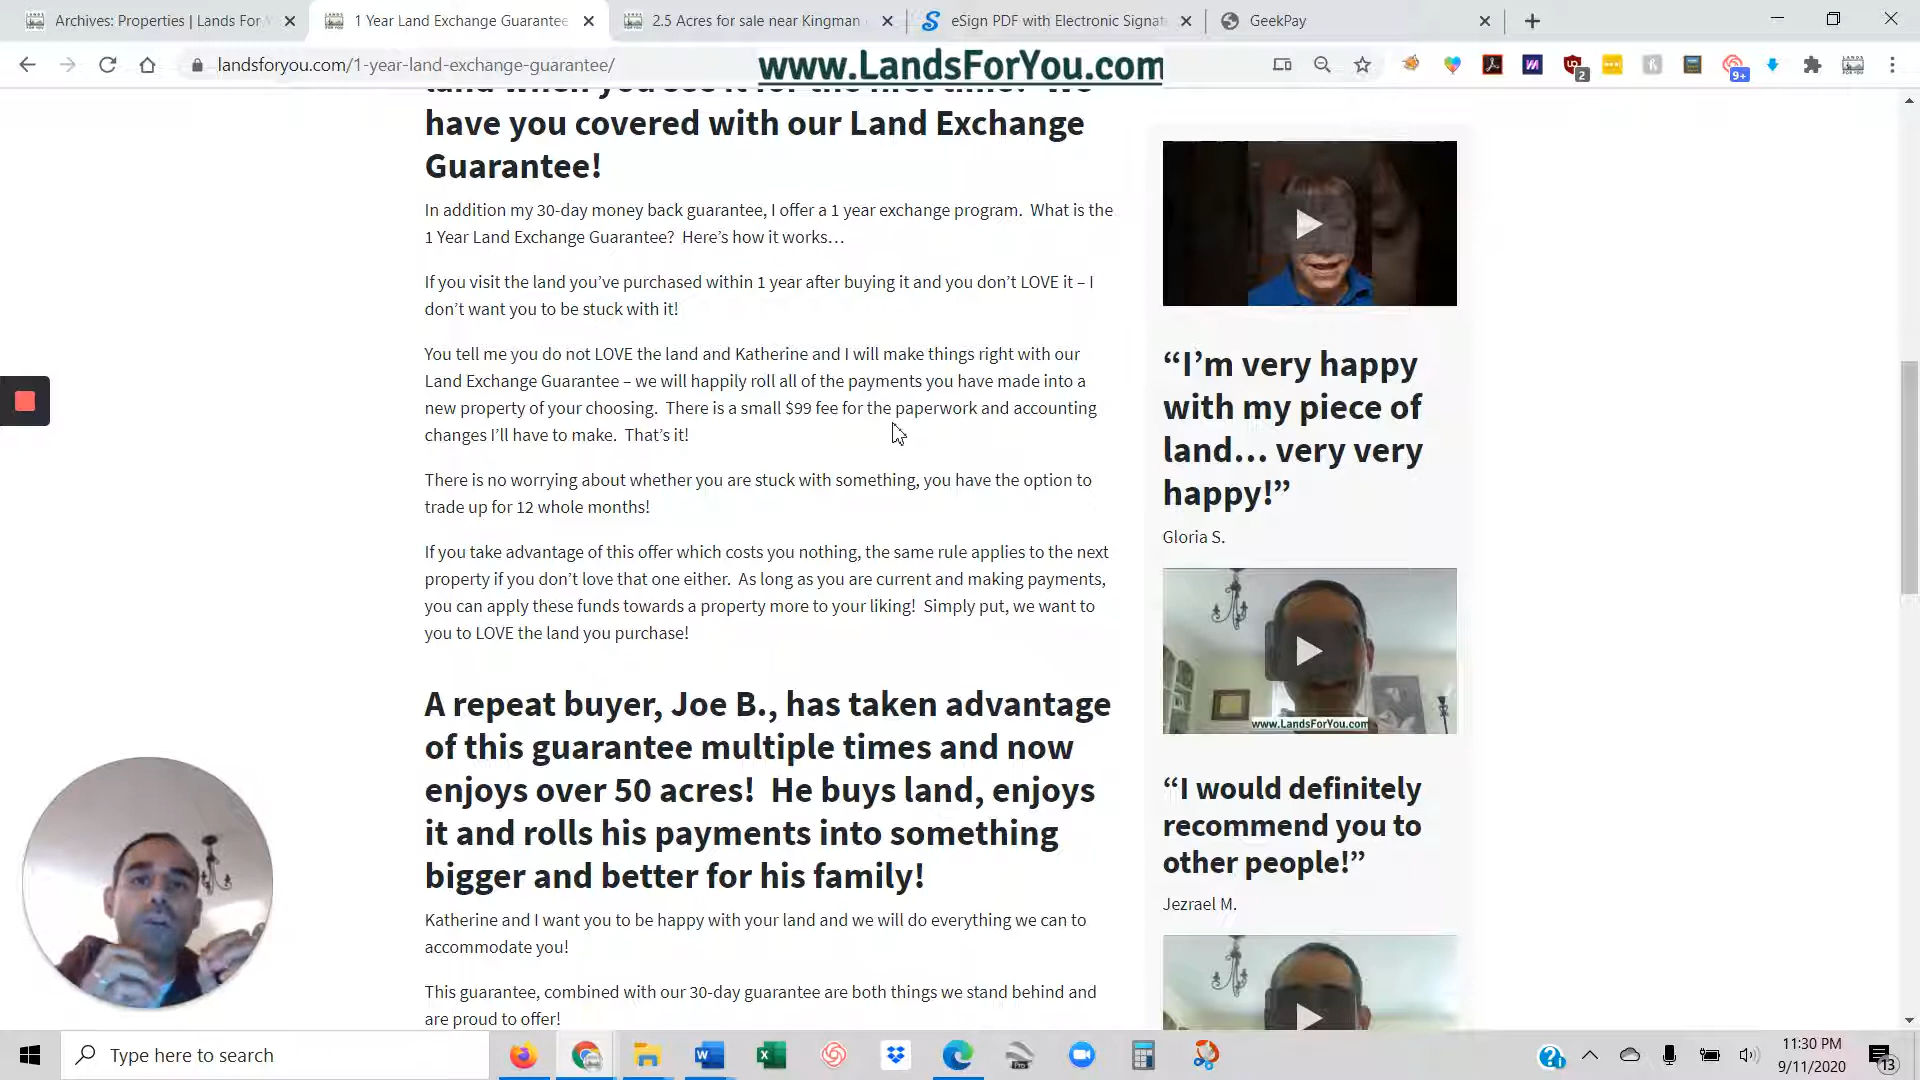 Archives: Properties | Lands For
1 Year Land Exchange Guarantee
2.5 Acres for sale near Kingman
eSign PDF with Electronic Signat
GeekPay
landsforyou.com/1-year-land-exchange-guarantee/
www.LandsForYou.com
2
9+
land when you see it for the first time? We
have you covered with our Land Exchange
Guarantee!
In addition my 30-day money back guarantee, I offer a 1 year exchange program. What is the
1 Year Land Exchange Guarantee? Here’s how it works…
If you visit the land you’ve purchased within 1 year after buying it and you don’t LOVE it – I
don’t want you to be stuck with it!
You tell me you do not LOVE the land and Katherine and I will make things right with our
Land Exchange Guarantee – we will happily roll all of the payments you have made into a
new property of your choosing. There is a small $99 fee for the paperwork and accounting
changes I’ll have to make. That’s it!
There is no worrying about whether you are stuck with something, you have the option to
trade up for 12 whole months!
If you take advantage of this offer which costs you nothing, the same rule applies to the next
property if you don’t love that one either. As long as you are current and making payments,
you can apply these funds towards a property more to your liking! Simply put, we want to
you to LOVE the land you purchase!
A repeat buyer, Joe B., has taken advantage
of this guarantee multiple times and now
enjoys over 50 acres! He buys land, enjoys
it and rolls his payments into something
bigger and better for his family!
Katherine and I want you to be happy with your land and we will do everything we can to
accommodate you!
This guarantee, combined with our 30-day guarantee are both things we stand behind and
are proud to offer!
“I’m very happy
with my piece of
land… very very
happy!”
Gloria S.
www.LandsForYou.com
“I would definitely
recommend you to
other people!”
Jezrael M.
Type here to search
11:30 PM
9/11/2020
13